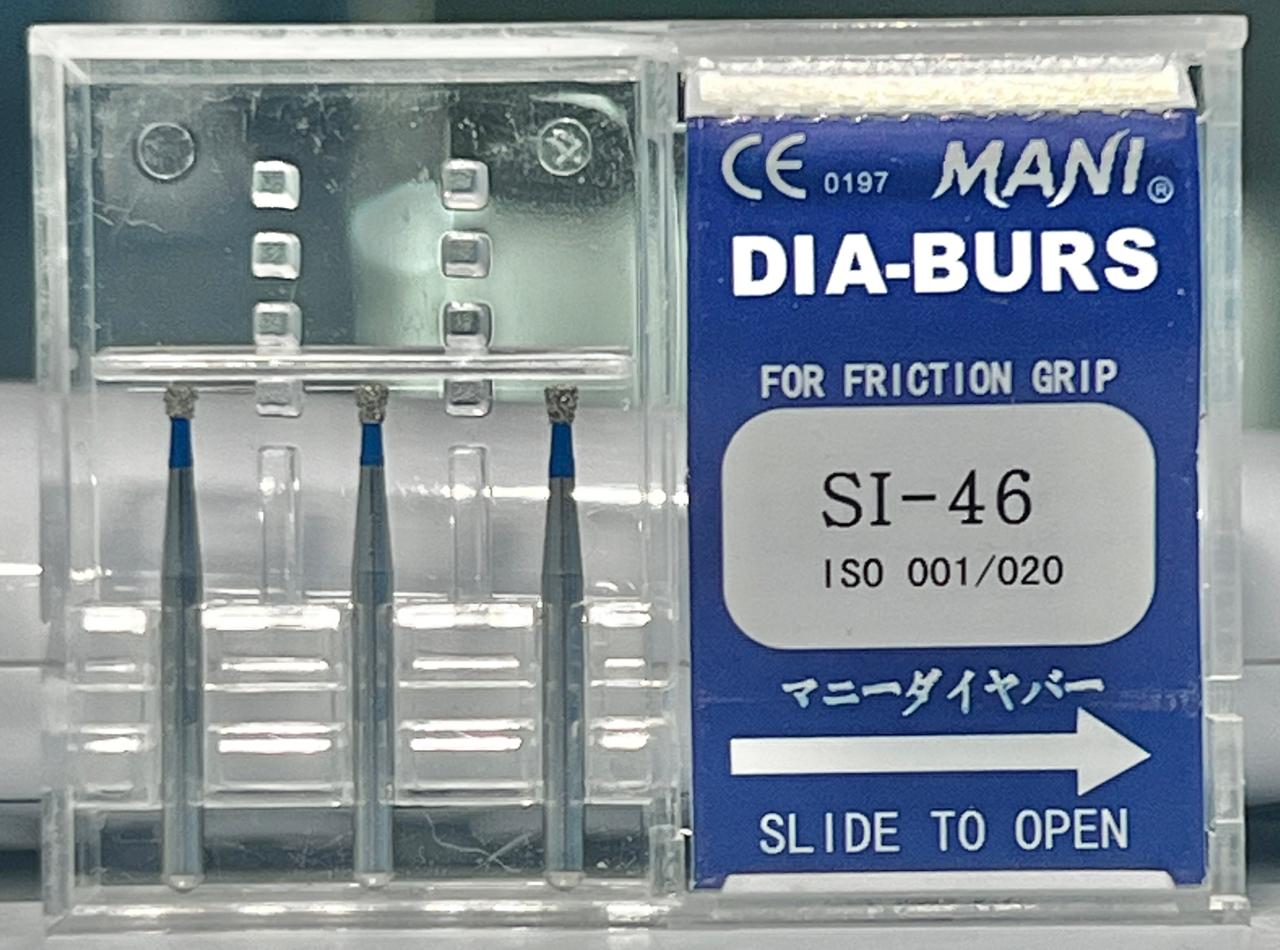 CE 0197 MANI®
DIA-BURS
FOR FRICTION GRIP
SI-46
ISO 001/020
マニーダイヤバー
SLIDE TO OPEN